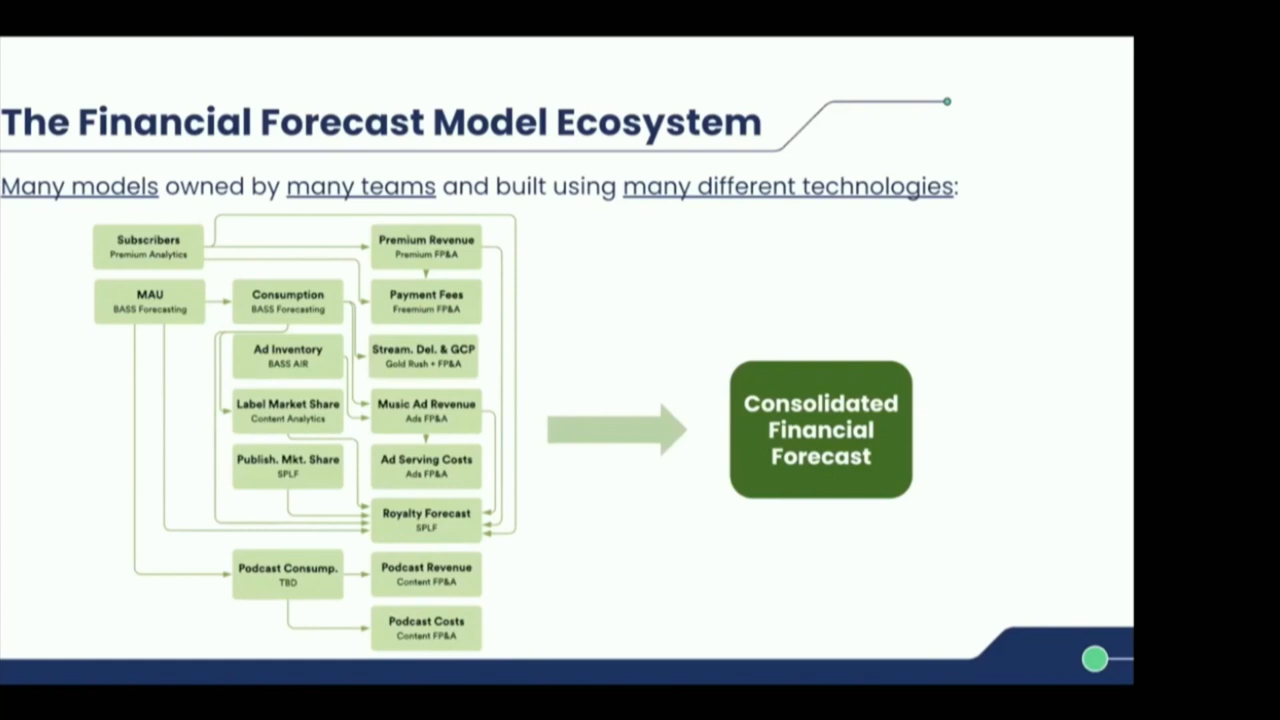 The Financial Forecast Model Ecosystem
Many models owned by many teams and built using many different technologies:
Subscribers
Premium Analytics
Premium Revenue
Premium FP&A
MAU
BASS Forecasting
Consumption
BASS Forecasting
Payment Fees
Freemium FP&A
Ad Inventory
BASS AIR
Stream. Del. & GCP
Gold Rush + FP&A
Label Market Share
Content Analytics
Music Ad Revenue
Ads FP&A
Publish. Mkt. Share
SPLF
Ad Serving Costs
Ads FP&A
Royalty Forecast
SPLF
Podcast Consump.
TBD
Podcast Revenue
Content FP&A
Podcast Costs
Content FP&A
Consolidated
Financial
Forecast